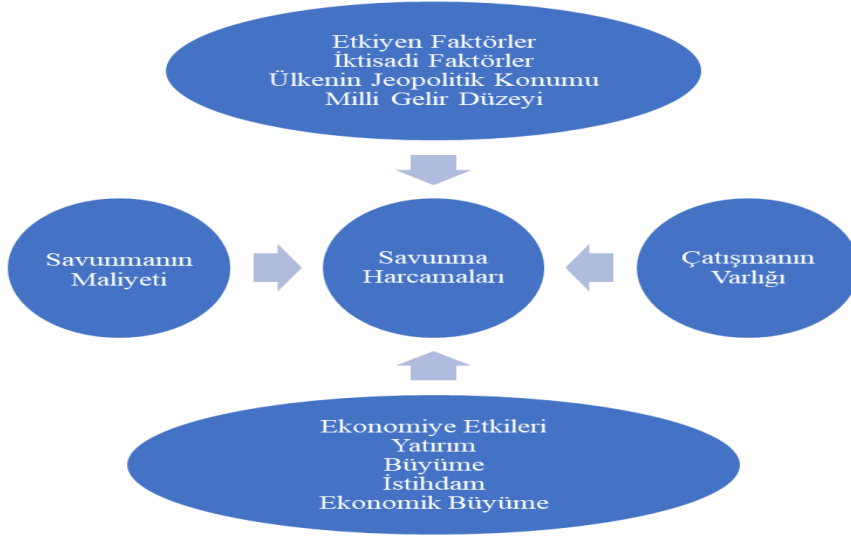 Etkiyen Faktörler
İktisadi Faktörler
Ülkenin Jeopolitik Konumu
Milli Gelir Düzeyi
Savunmanın
Maliyeti
Savunma
Harcamaları
Çatışmanın
Varlığı
Ekonomiye Etkileri
Yatırım
Büyüme
İstihdam
Ekonomik Büyüme